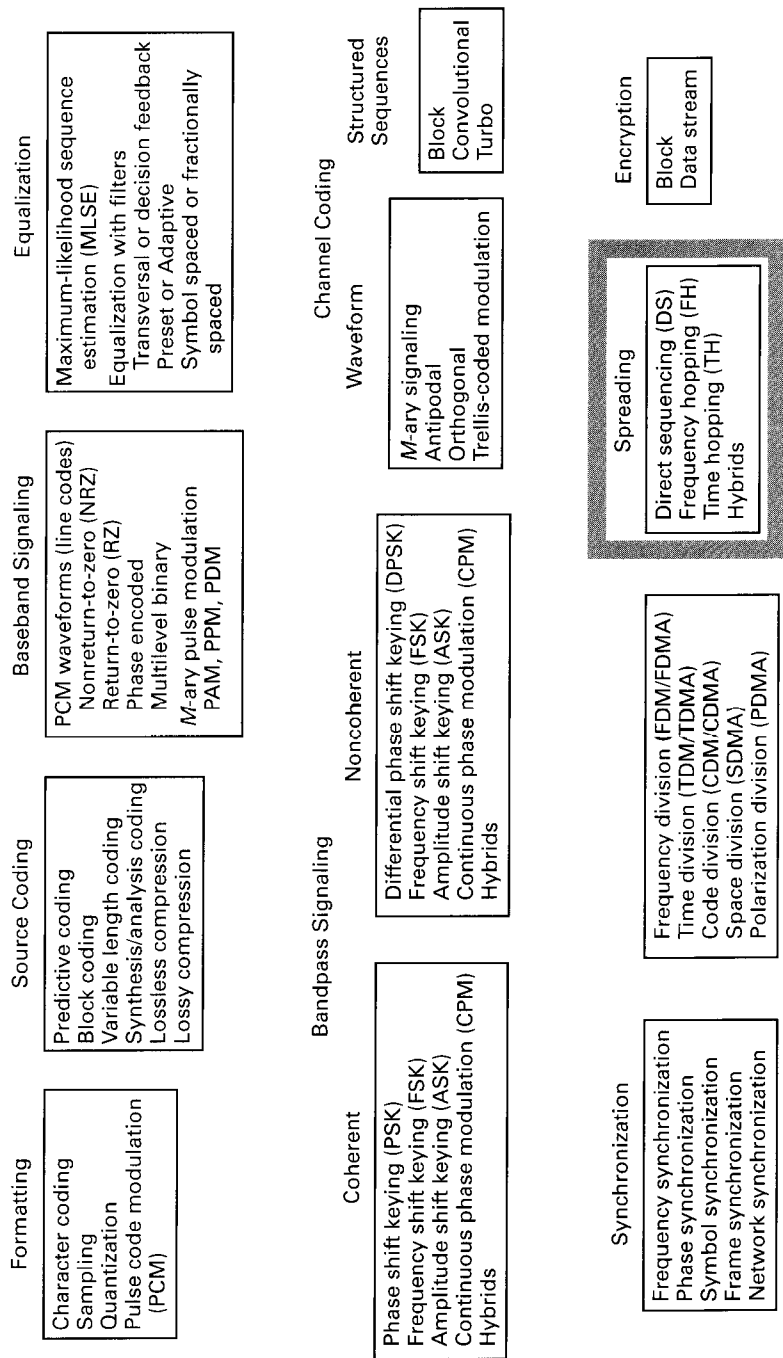 Formatting
Character coding
Sampling
Quantization
Pulse code modulation
(PCM)
Source Coding
Predictive coding
Block coding
Variable length coding
Synthesis/analysis coding
Lossless compression
Lossy compression
Baseband Signaling
PCM waveforms (line codes)
Nonreturn-to-zero (NRZ)
Return-to-zero (RZ)
Phase encoded
Multilevel binary
M-ary pulse modulation
PAM, PPM, PDM
Equalization
Maximum-likelihood sequence
estimation (MLSE)
Equalization with filters
Transversal or decision feedback
Preset or Adaptive
Symbol spaced or fractionally
spaced
Bandpass Signaling
Coherent
Phase shift keying (PSK)
Frequency shift keying (FSK)
Amplitude shift keying (ASK)
Continuous phase modulation (CPM)
Hybrids
Noncoherent
Differential phase shift keying (DPSK)
Frequency shift keying (FSK)
Amplitude shift keying (ASK)
Continuous phase modulation (CPM)
Hybrids
Channel Coding
Waveform
M-ary signaling
Antipodal
Orthogonal
Trellis-coded modulation
Structured
Sequences
Block
Convolutional
Turbo
Synchronization
Frequency synchronization
Phase synchronization
Symbol synchronization
Frame synchronization
Network synchronization
Frequency division (FDM/FDMA)
Time division (TDM/TDMA)
Code division (CDM/CDMA)
Space division (SDMA)
Polarization division (PDMA)
Spreading
Direct sequencing (DS)
Frequency hopping (FH)
Time hopping (TH)
Hybrids
Encryption
Block
Data stream